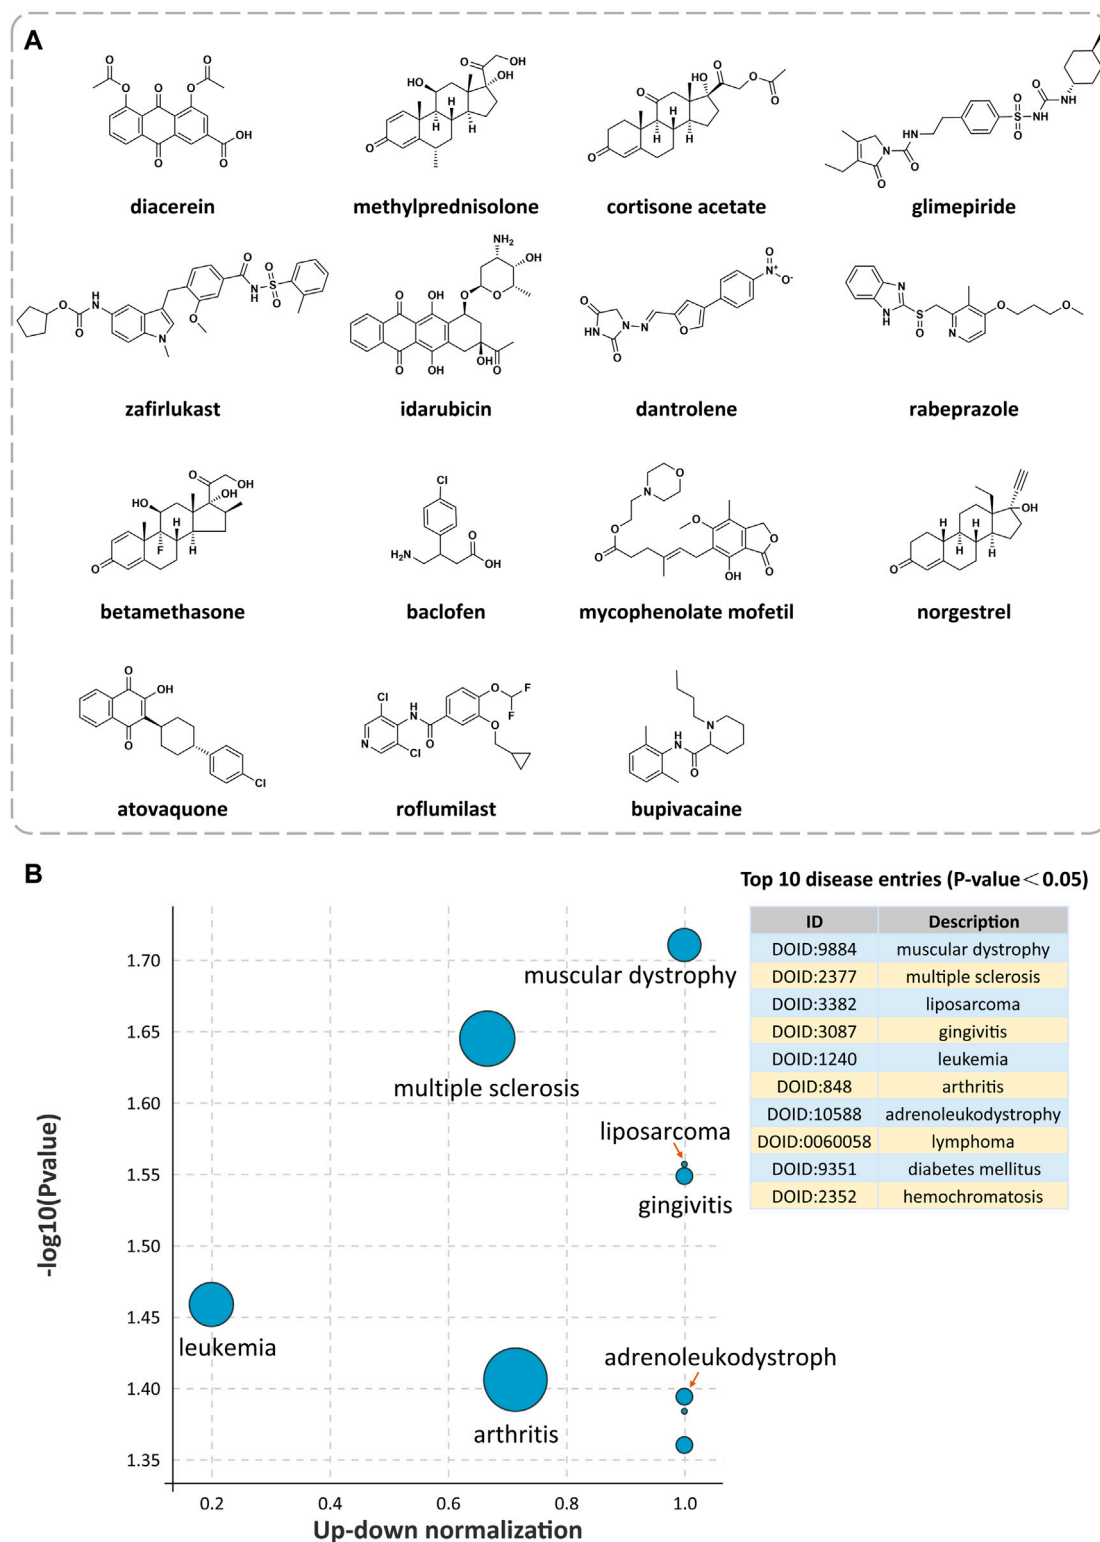 A
diacerein
methylprednisolone
cortisone acetate
glimepiride
zafirlukast
idarubicin
dantrolene
rabeprazole
betamethasone
baclofen
mycophenolate mofetil
norgestrel
atovaquone
roflumilast
bupivacaine
B
Top 10 disease entries (P-value<0.05)
ID Description
DOID:9884 muscular dystrophy
DOID:2377 multiple sclerosis
DOID:3382 liposarcoma
DOID:3087 gingivitis
DOID:1240 leukemia
DOID:848 arthritis
DOID:10588 adrenoleukodystrophy
DOID:0060058 lymphoma
DOID:9351 diabetes mellitus
DOID:2352 hemochromatosis
-log10(Pvalue)
1.70
1.65
1.60
1.55
1.50
1.45
1.40
1.35
muscular dystrophy
multiple sclerosis
liposarcoma
gingivitis
leukemia
adrenoleukodystroph
arthritis
0.2 0.4 0.6 0.8 1.0
Up-down normalization